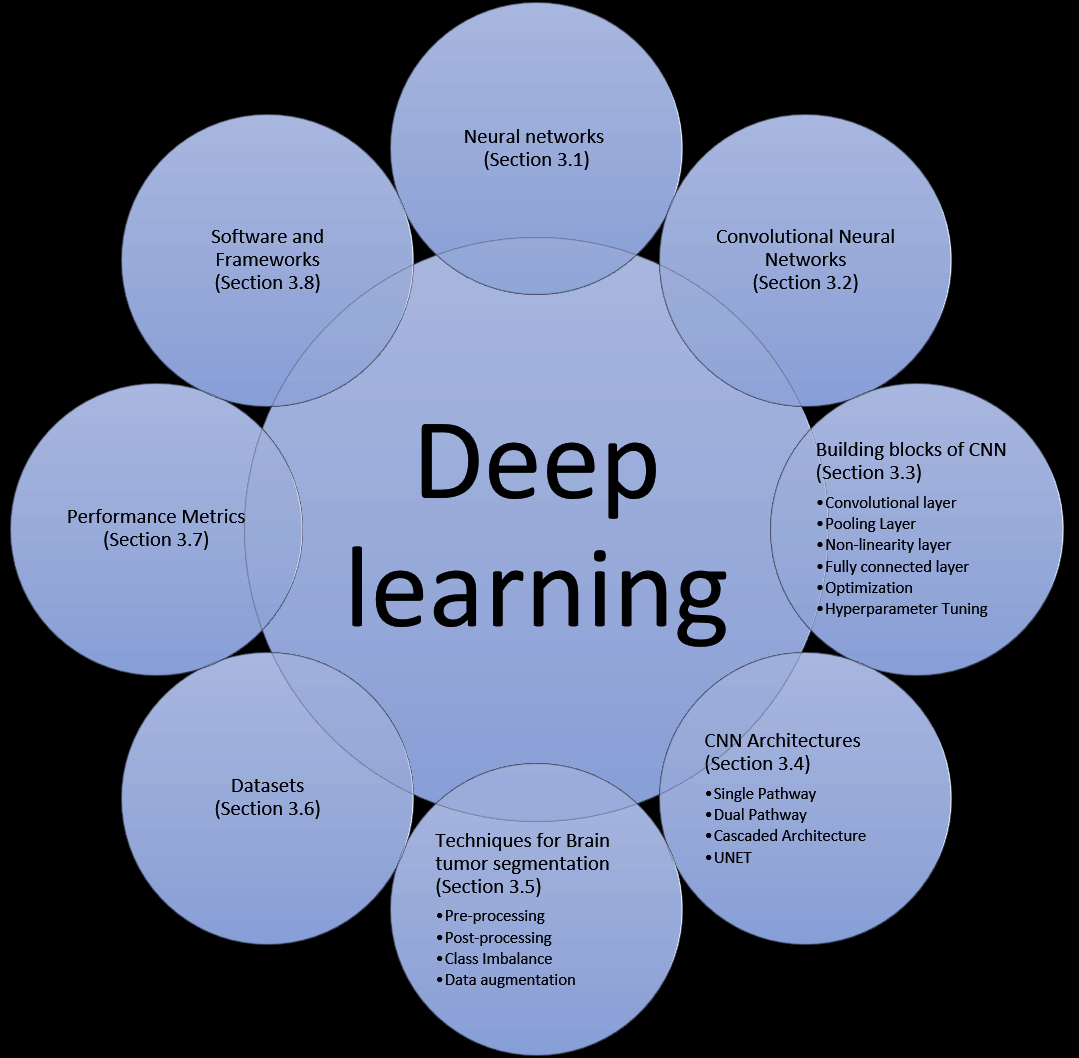 Neural networks
(Section 3.1)
Convolutional Neural
Networks
(Section 3.2)
Building blocks of CNN
(Section 3.3)
•Convolutional layer
•Pooling Layer
•Non-linearity layer
•Fully connected layer
•Optimization
•Hyperparameter Tuning
CNN Architectures
(Section 3.4)
•Single Pathway
•Dual Pathway
•Cascaded Architecture
•UNET
Techniques for Brain
tumor segmentation
(Section 3.5)
•Pre-processing
•Post-processing
•Class Imbalance
•Data augmentation
Datasets
(Section 3.6)
Performance Metrics
(Section 3.7)
Software and
Frameworks
(Section 3.8)
Deep
learning